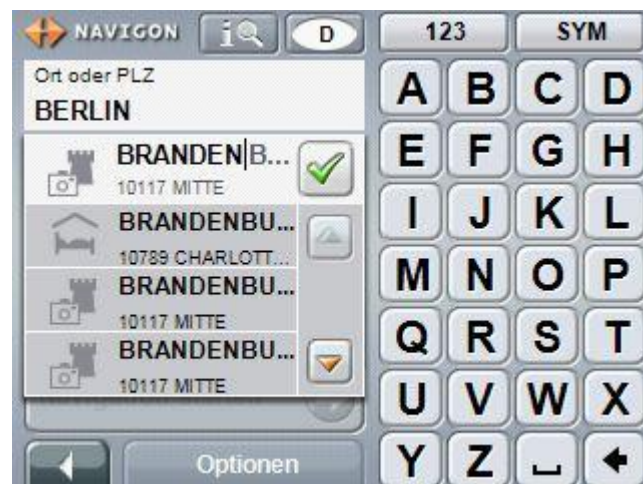 NAVIGON
D
123
SYM
Ort oder PLZ
BERLIN
BRANDENB...
10117 MITTE
BRANDENBU...
10789 CHARLOTT...
BRANDENBU...
10117 MITTE
BRANDENBU...
10117 MITTE
Optionen
A B C D
E F G H
I J K L
M N O P
Q R S T
U V W X
Y Z